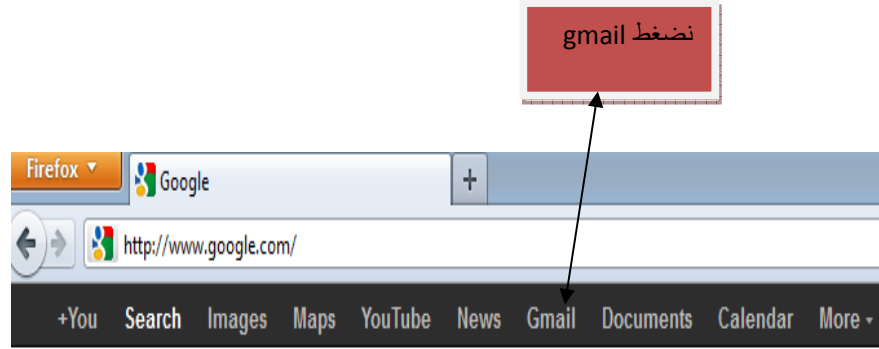 نضغط gmail
Firefox
Google
http://www.google.com/
+You Search Images Maps YouTube News Gmail Documents Calendar More